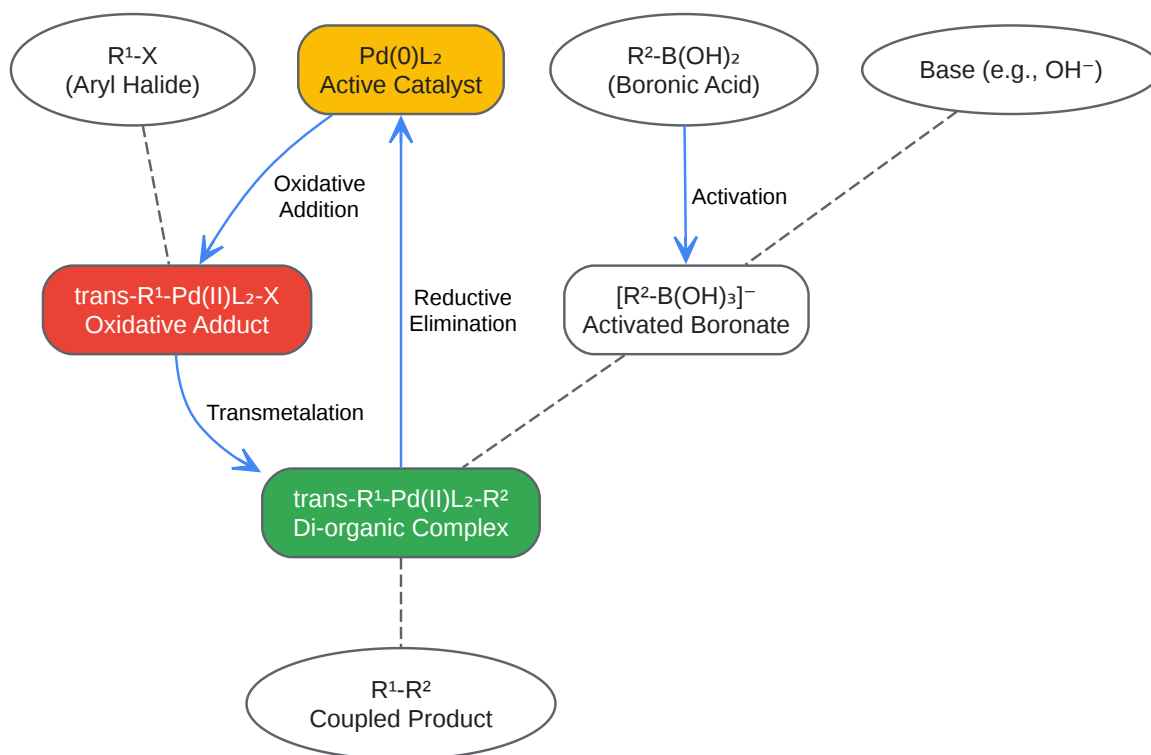 R¹-X
(Aryl Halide)
Pd(0)L₂
Active Catalyst
R²-B(OH)₂
(Boronic Acid)
Base (e.g., OH⁻)
Oxidative
Addition
Activation
trans-R¹-Pd(II)L₂-X
Oxidative Adduct
Reductive
Elimination
[R²-B(OH)₃]⁻
Activated Boronate
Transmetalation
trans-R¹-Pd(II)L₂-R²
Di-organic Complex
R¹-R²
Coupled Product